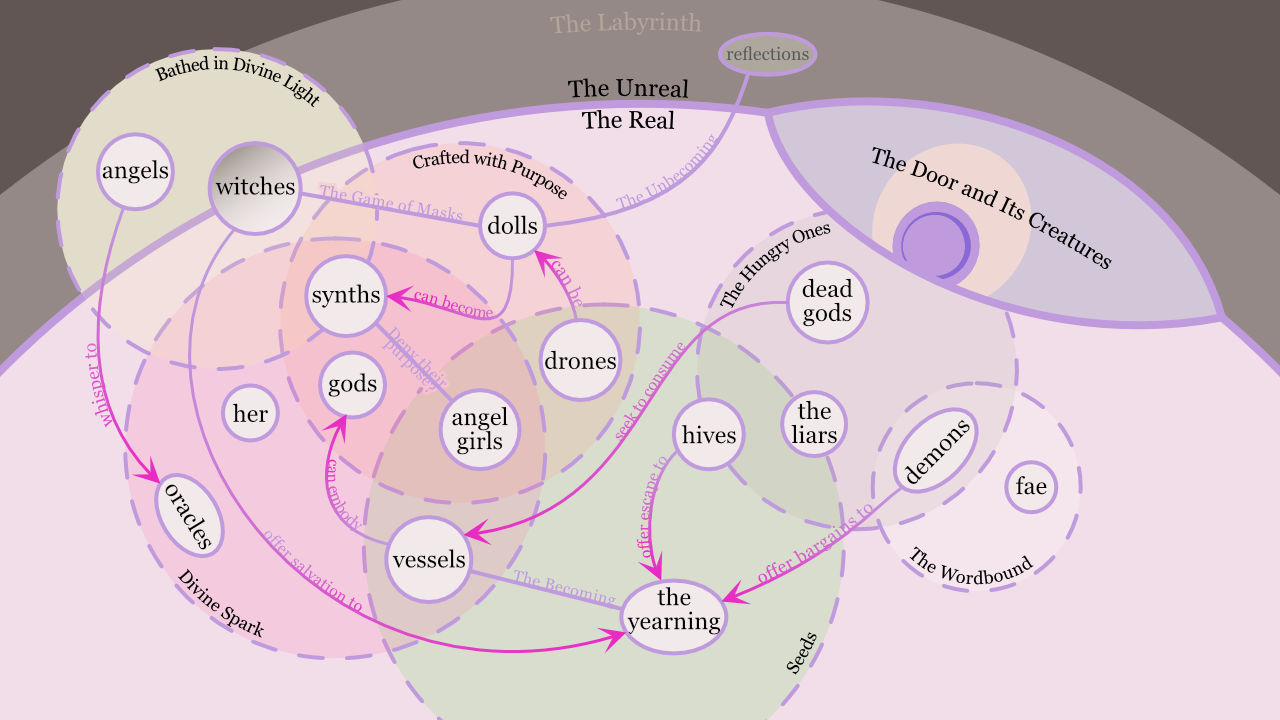 The Labyrinth
reflections
Bathed in Divine Light
The Unreal
The Real
The Door and Its Creatures
Crafted with Purpose
angels
witches
The Game of Masks
dolls
The Unbecoming
The Hungry Ones
synths
can become
can be
dead
gods
whisper to
Deny their
purpose?
drones
gods
seek to consume
her
angel
girls
hives
the
liars
demons
fae
oracles
can embody
offer escape to
offer bargains to
vessels
offer salvation to
The Becoming
the
yearning
The Wordbound
Divine Spark
Seeds